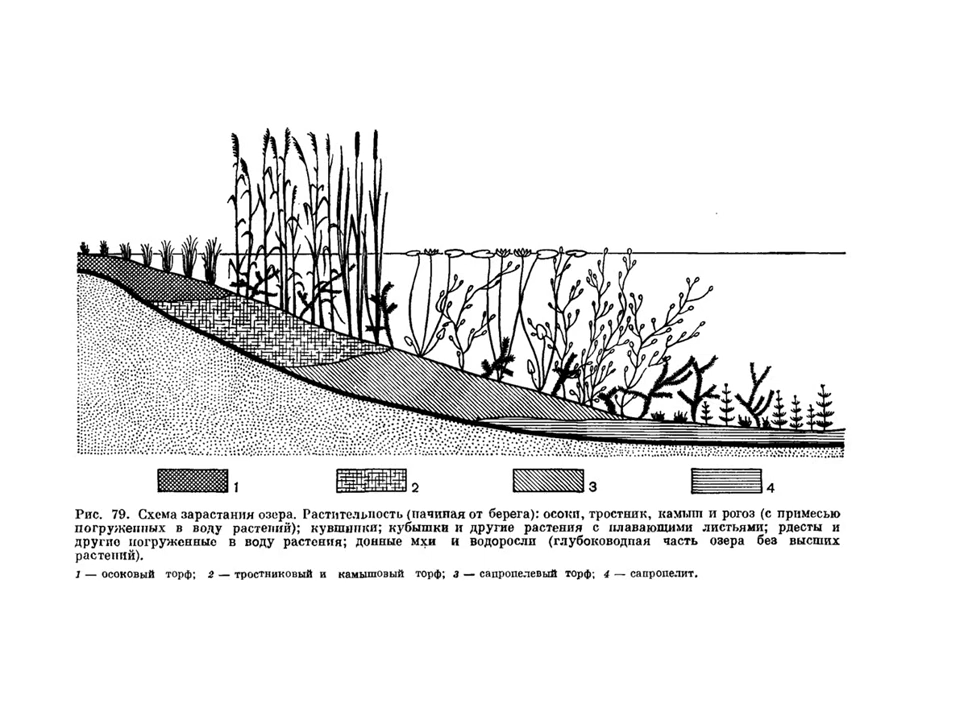 1
2
3
4
Рис. 79. Схема зарастания озера. Растительность (начиная от берега): осоки, тростник, камыш и рогоз (с примесью
погруженных в воду растений); кувшинки; кубышки и другие растения с плавающими листьями; рдесты и
другие погруженные в воду растения; донные мхи и водоросли (глубоководная часть озера без высших
растений).
1 — осоковый торф; 2 — тростниковый и камышовый торф; 3 — сапропелевый торф; 4 — сапропелит.